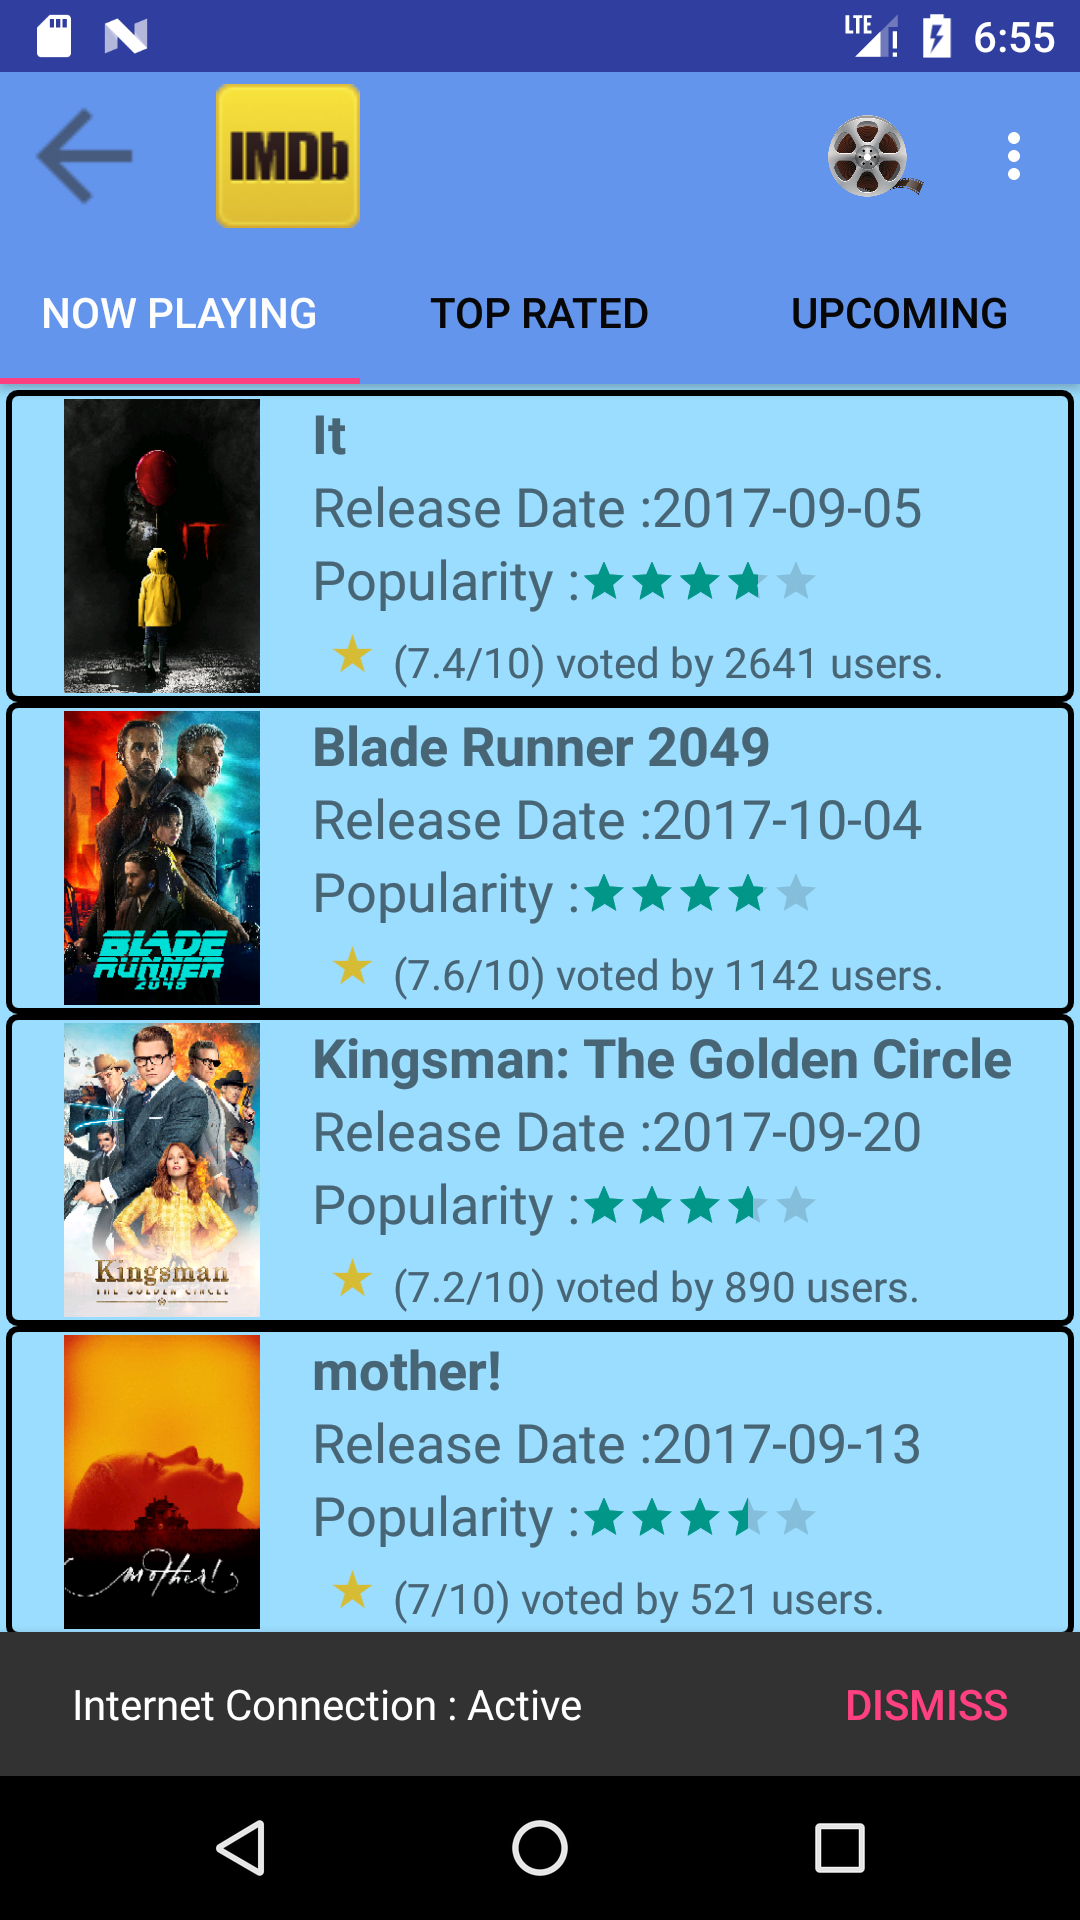 LTE 6:55
IMDb
NOW PLAYING TOP RATED UPCOMING
It
Release Date :2017-09-05
Popularity :
(7.4/10) voted by 2641 users.
IT
Blade Runner 2049
Release Date :2017-10-04
Popularity :
(7.6/10) voted by 1142 users.
BLADE
RUNNER
2049
Kingsman: The Golden Circle
Release Date :2017-09-20
Popularity :
(7.2/10) voted by 890 users.
Kingsman
THE GOLDEN CIRCLE
mother!
Release Date :2017-09-13
Popularity :
(7/10) voted by 521 users.
mother!
Internet Connection : Active DISMISS